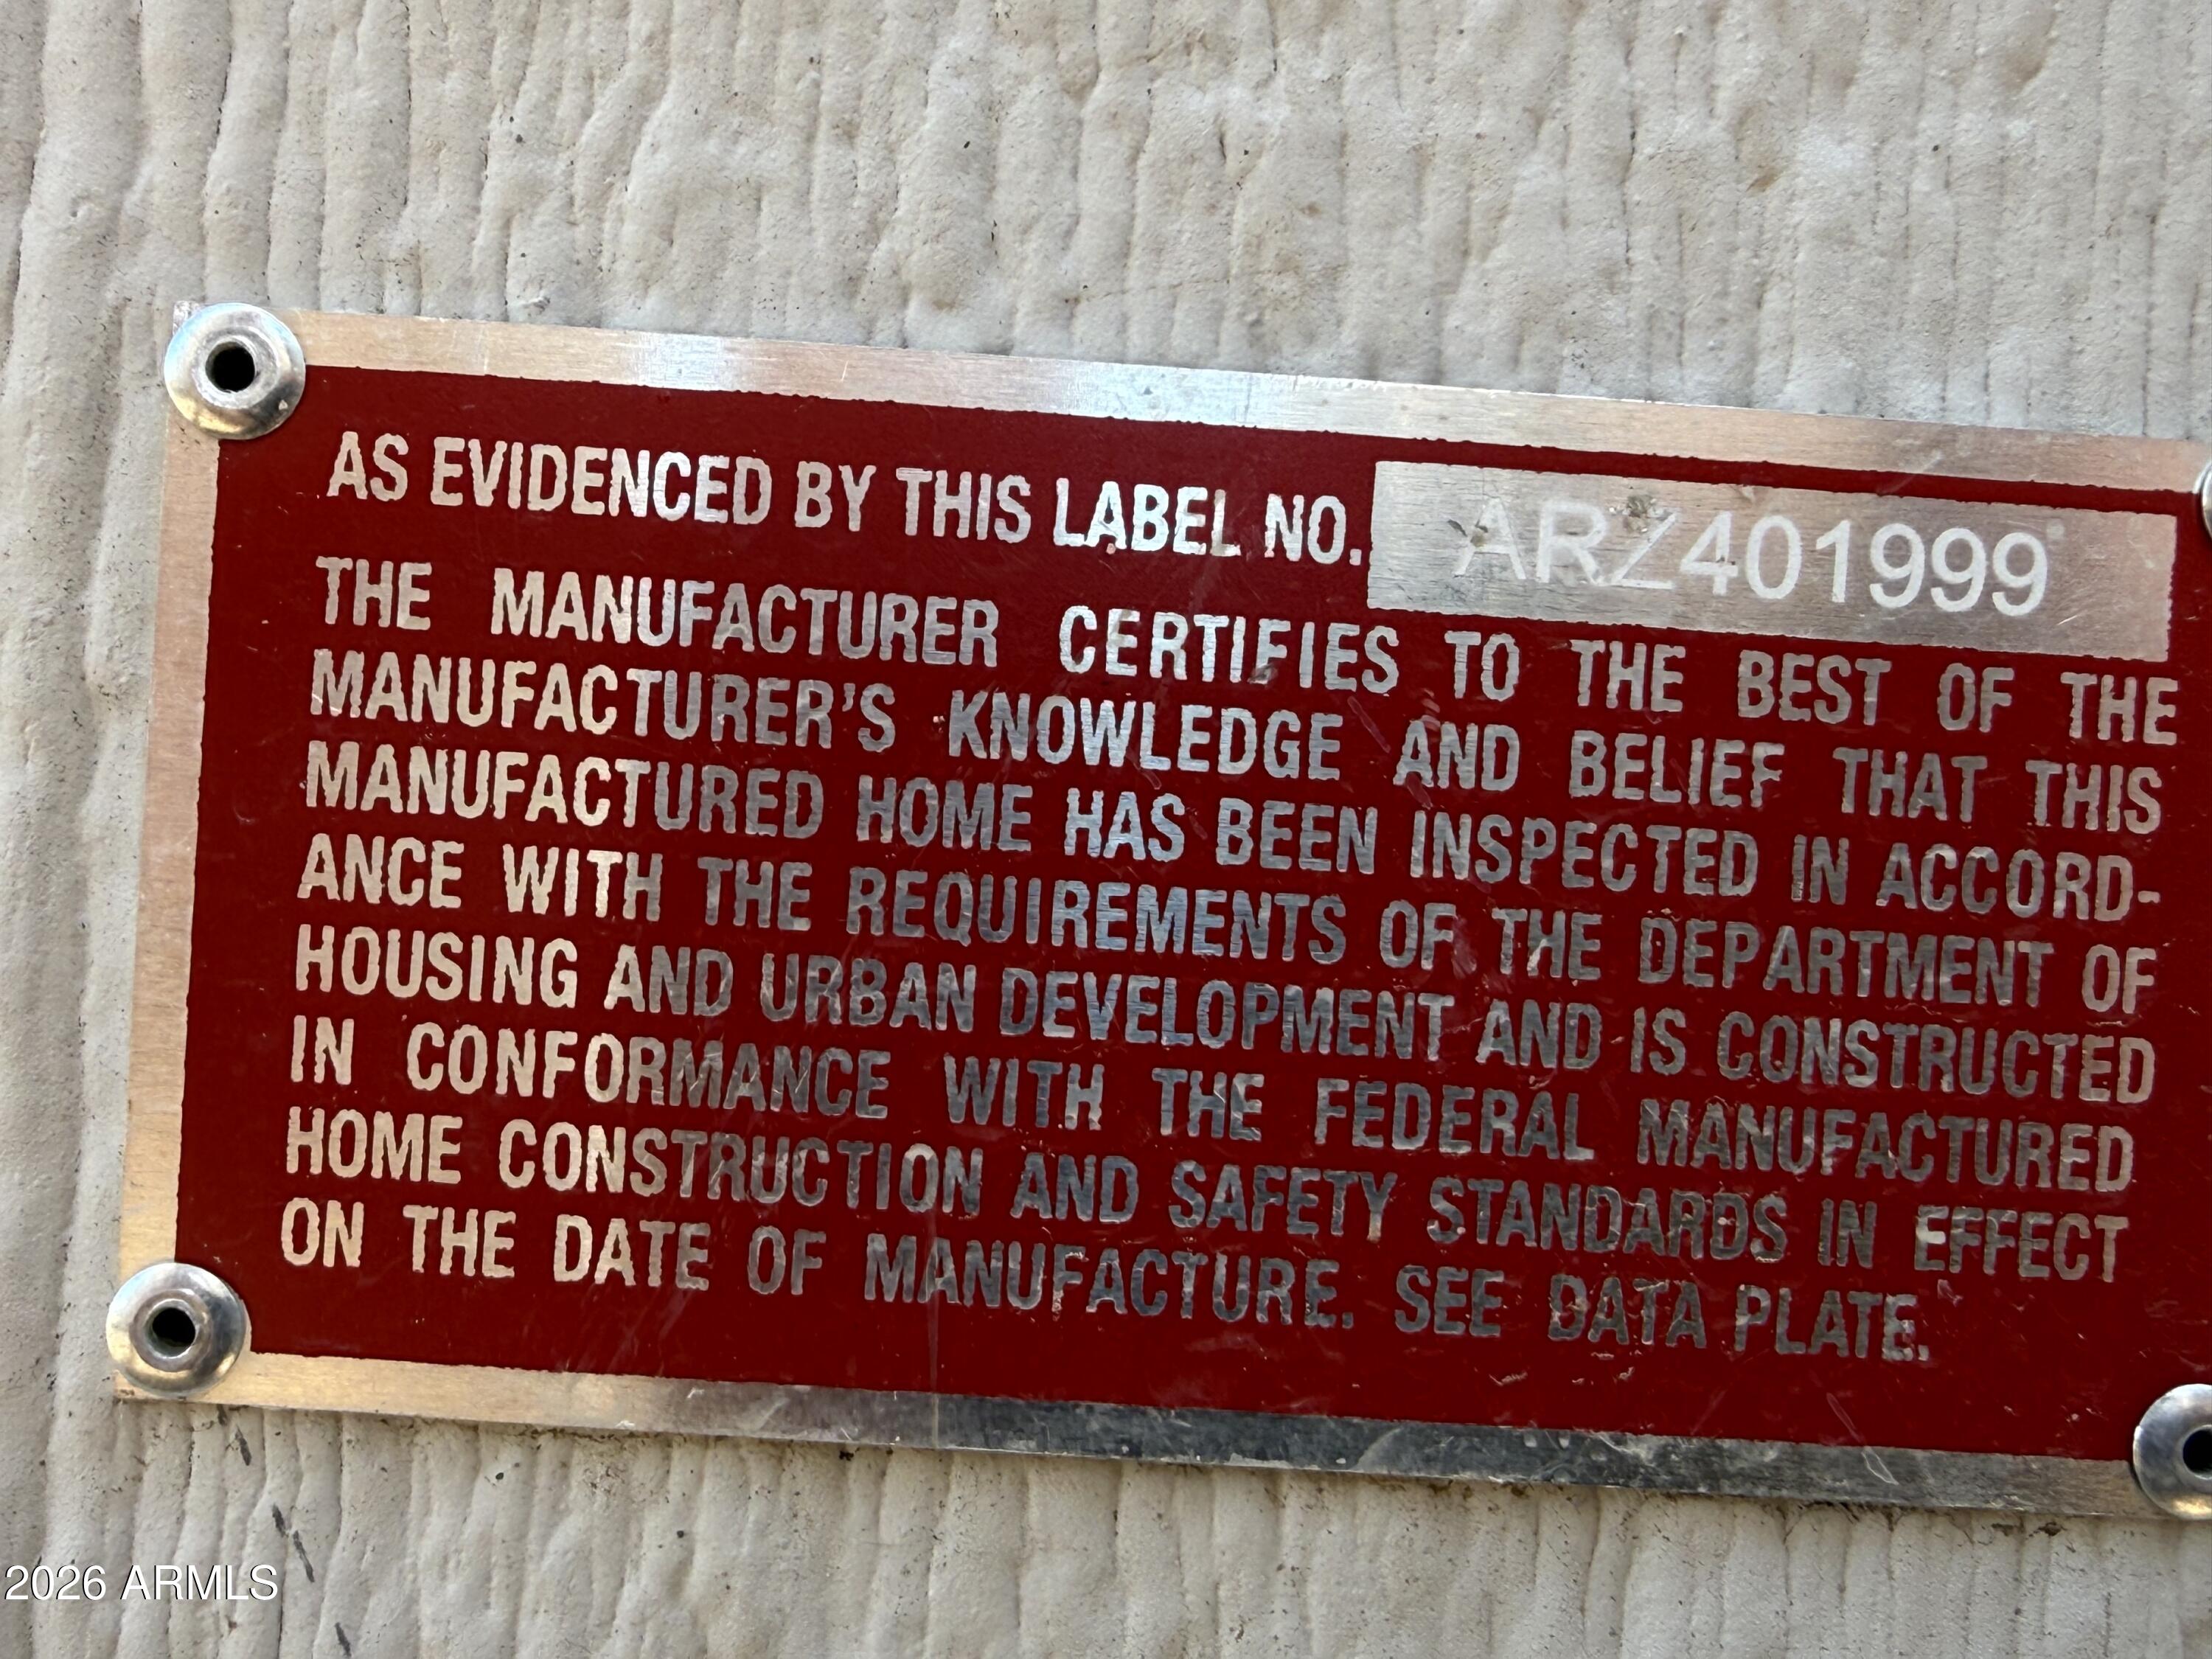 AS EVIDENCED BY THIS LABEL NO. ARZ401999
THE MANUFACTURER CERTIFIES TO THE BEST OF THE
MANUFACTURER'S KNOWLEDGE AND BELIEF THAT THIS
MANUFACTURED HOME HAS BEEN INSPECTED IN ACCORD-
ANCE WITH THE REQUIREMENTS OF THE DEPARTMENT OF
HOUSING AND URBAN DEVELOPMENT AND IS CONSTRUCTED
IN CONFORMANCE WITH THE FEDERAL MANUFACTURED
HOME CONSTRUCTION AND SAFETY STANDARDS IN EFFECT
ON THE DATE OF MANUFACTURE. SEE DATA PLATE.
2026 ARMLS